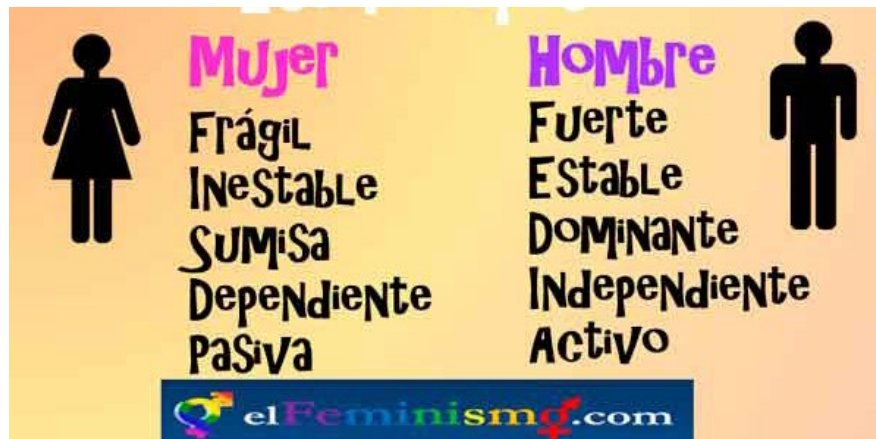 Mujer
Frágil
Inestable
Sumisa
Dependiente
Pasiva
Hombre
Fuerte
Estable
Dominante
Independiente
Activo
elFeminismo.com